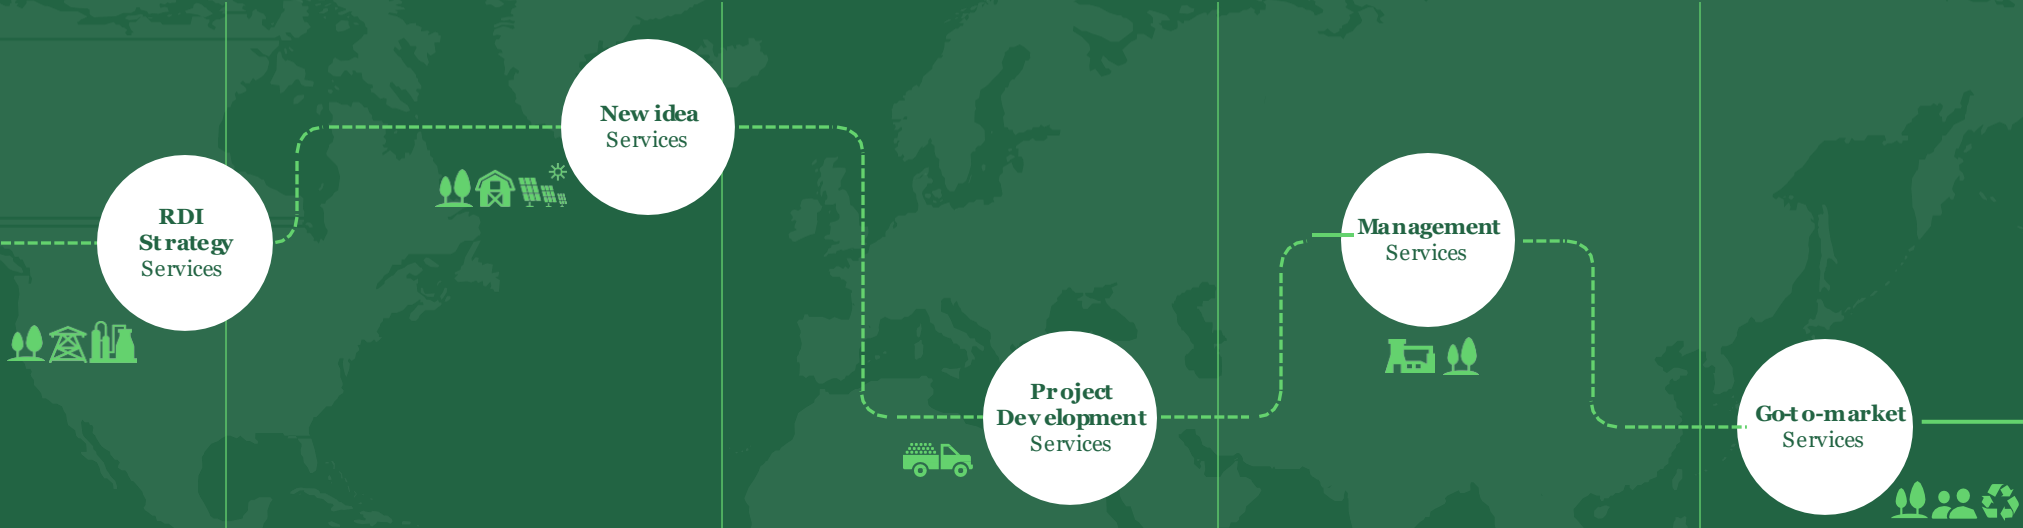 RDI
Strategy
Services
New idea
Services
Project
Development
Services
Management
Services
Go-to-market
Services